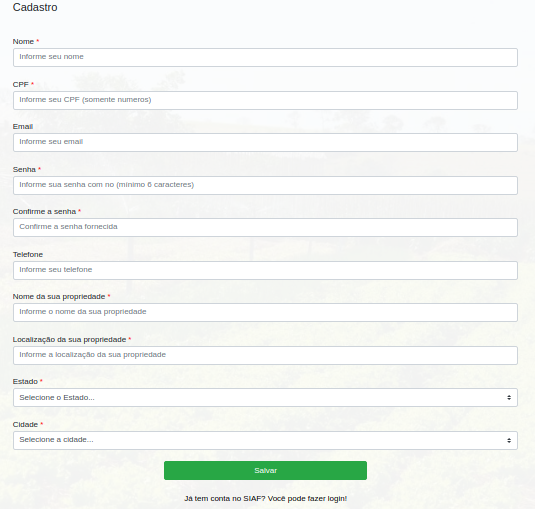 Cadastro
Nome *
Informe seu nome
CPF *
Informe seu CPF (somente numeros)
Email
Informe seu email
Senha *
Informe sua senha com no (mínimo 6 caracteres)
Confirme a senha *
Confirme a senha fornecida
Telefone
Informe seu telefone
Nome da sua propriedade *
Informe o nome da sua propriedade
Localização da sua propriedade *
Informe a localização da sua propriedade
Estado *
Selecione o Estado...
Cidade *
Selecione a cidade...
Salvar
Já tem conta no SIAF? Você pode fazer login!